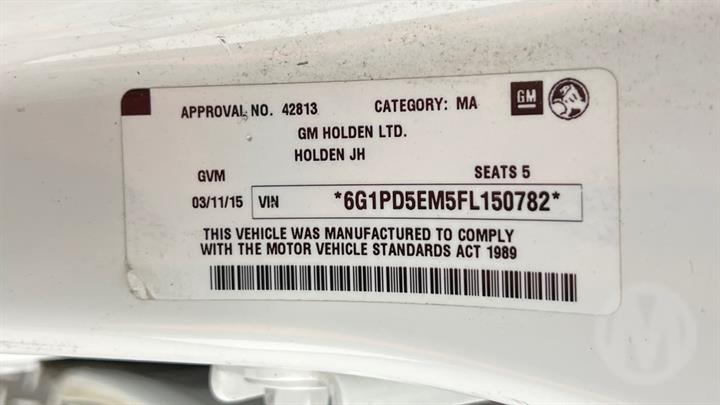 APPROVAL NO. 42813 CATEGORY: MA GM
GM HOLDEN LTD.
HOLDEN JH
GVM SEATS 5
03/11/15 VIN *6G1PD5EM5FL150782*
THIS VEHICLE WAS MANUFACTURED TO COMPLY
WITH THE MOTOR VEHICLE STANDARDS ACT 1989
M